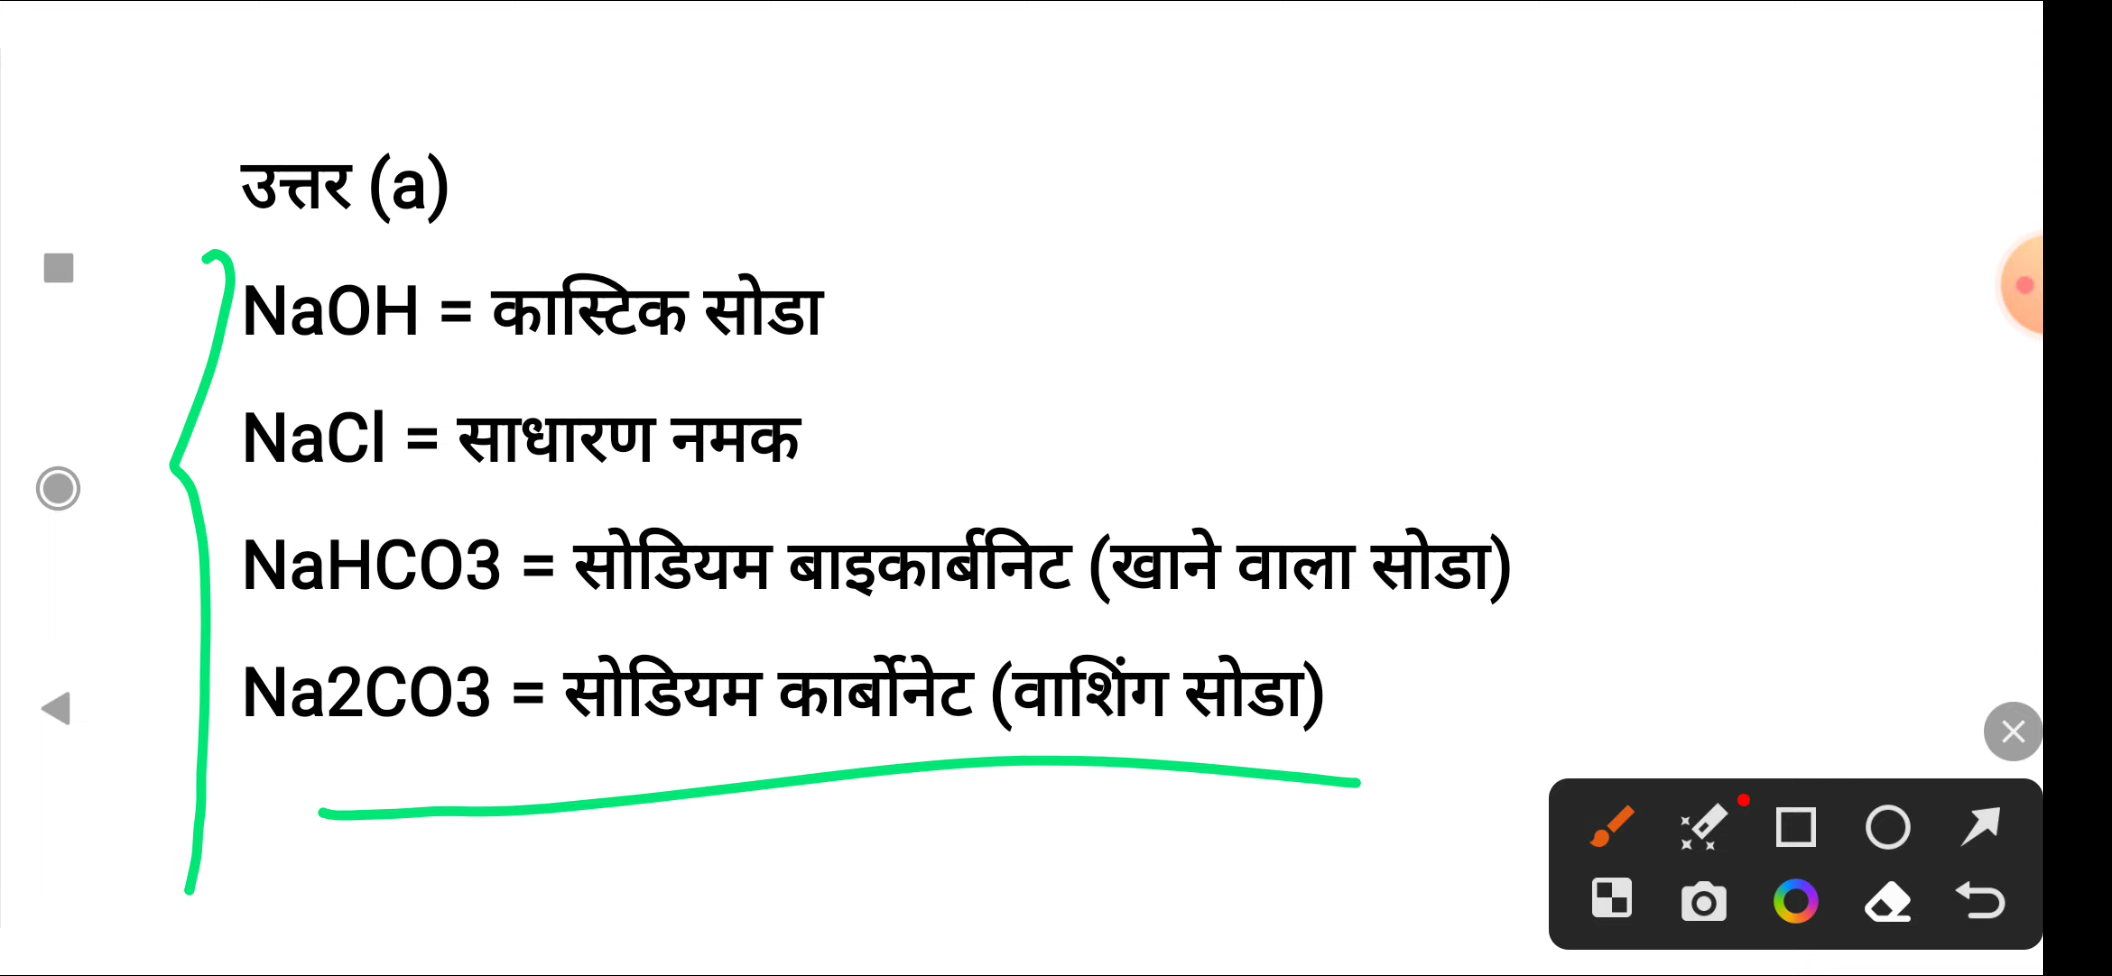 उत्तर (a)
NaOH = कास्टिक सोडा
NaCl = साधारण नमक
NaHCO3 = सोडियम बाइकार्बनिट (खाने वाला सोडा)
Na2CO3 = सोडियम कार्बोनेट (वाशिंग सोडा)